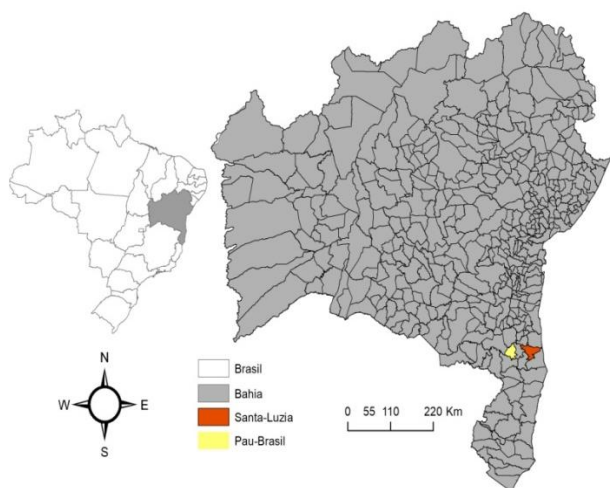 N
W E
S
Brasil
Bahia
Santa-Luzia
Pau-Brasil
0 55 110 220 Km